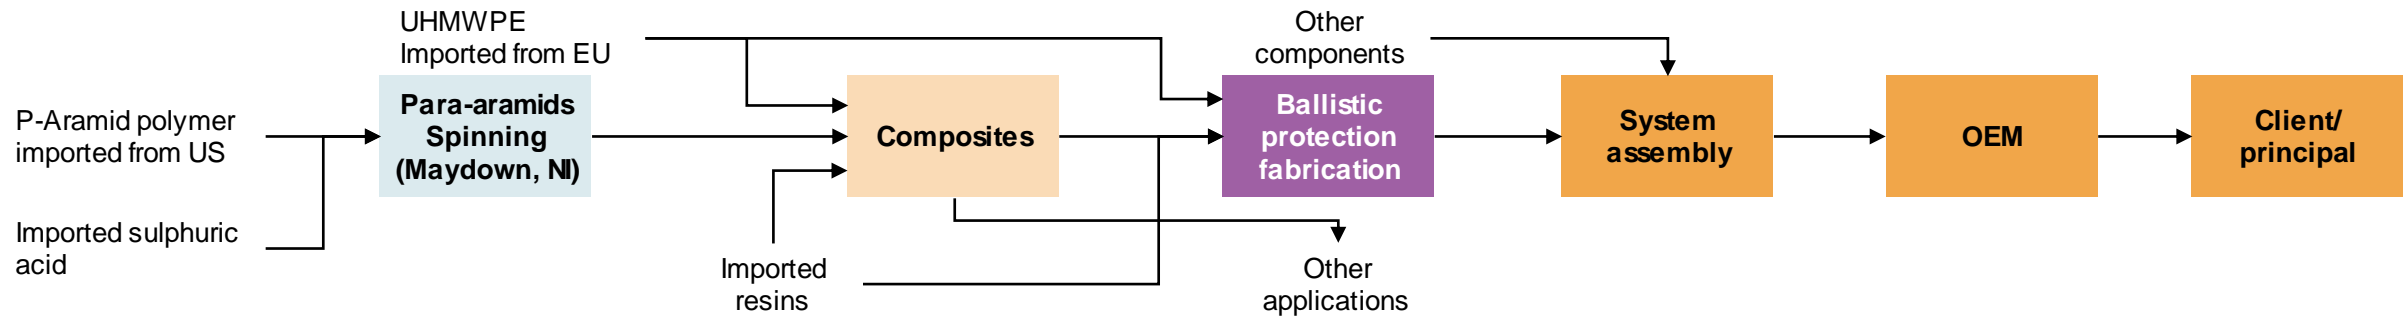 UHMWPE
Imported from EU
Other
components
P-Aramid polymer
imported from US
Para-aramids
Spinning
(Maydown, NI)
Composites
Ballistic
protection
fabrication
System
assembly
OEM
Client/
principal
Imported sulphuric
acid
Imported
resins
Other
applications